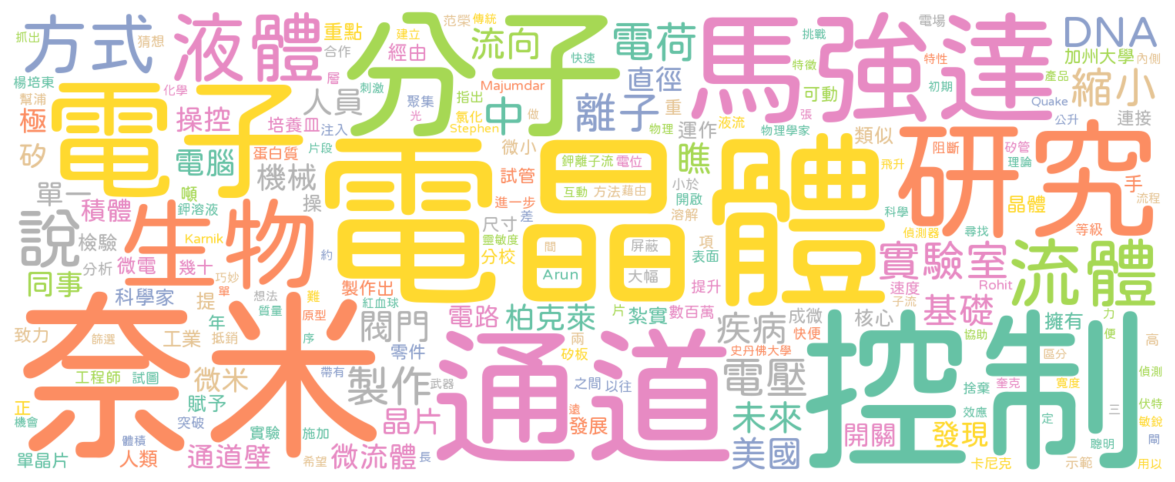 抓出 猜想 方式 液體 重點 范榮 傳統 建立 合作 分子 流向 快速 電荷 挑戰 馬強達 電場 特性 DNA
楊培東 化學 層 刺激 經由 直徑 特徵 可動 初期 產品 加州大學 內側
幫浦 電子 人員 聚集 指出 Majumdar 離子 重 張 Quake 縮小
極 操控 培養血 注入 光 氯化 Stephen 中 做 運作 物理 物理學家 液流 類似 公升 連接
矽 電腦 蛋白質 片段 微小 電晶體 鉀離子流 電位 瞧 飛升 阻斷 矽管 理論 研究
單一 噸 機械 試管 互動 方法 藉由 小於 開啟 手
說 積體 鉀溶液 操 進一步 尺寸 差 溶解 科學 晶體 流程
生物 檢驗 Karnik 靈敏度 分校 間 屏蔽 項 偵測器 尋找 等級
同事 分析 微電 幾十 巧妙 約 製作出 Arun 大幅 表面 實驗室 流體
科學家 提 單 想法 難 紅血球 提升 速度 子流 Rohit
致力 篩選 工業 年 抵銷 質量 原型 序 閥門 電路 柏克萊 片 紮實 數百萬 疾病 成微 快便 核心 基礎 擁有 力 便 高
奈米 零件 兩 矽板 史丹佛大學 協助 區分
工程師 試圖 微米 帶有 製作 武器 通道 之間 以往 電壓 控制 捨棄 奎克 寬度 偵測
正 機會 賦予 突破 晶片 遠 發展 未來 效應 定 三 伏特 敏銳
單晶片 體積 人類 實驗 施加 開關 發現 聰明 閘
通道壁 希望 微流體 長 美國 卡尼克 示範 用以